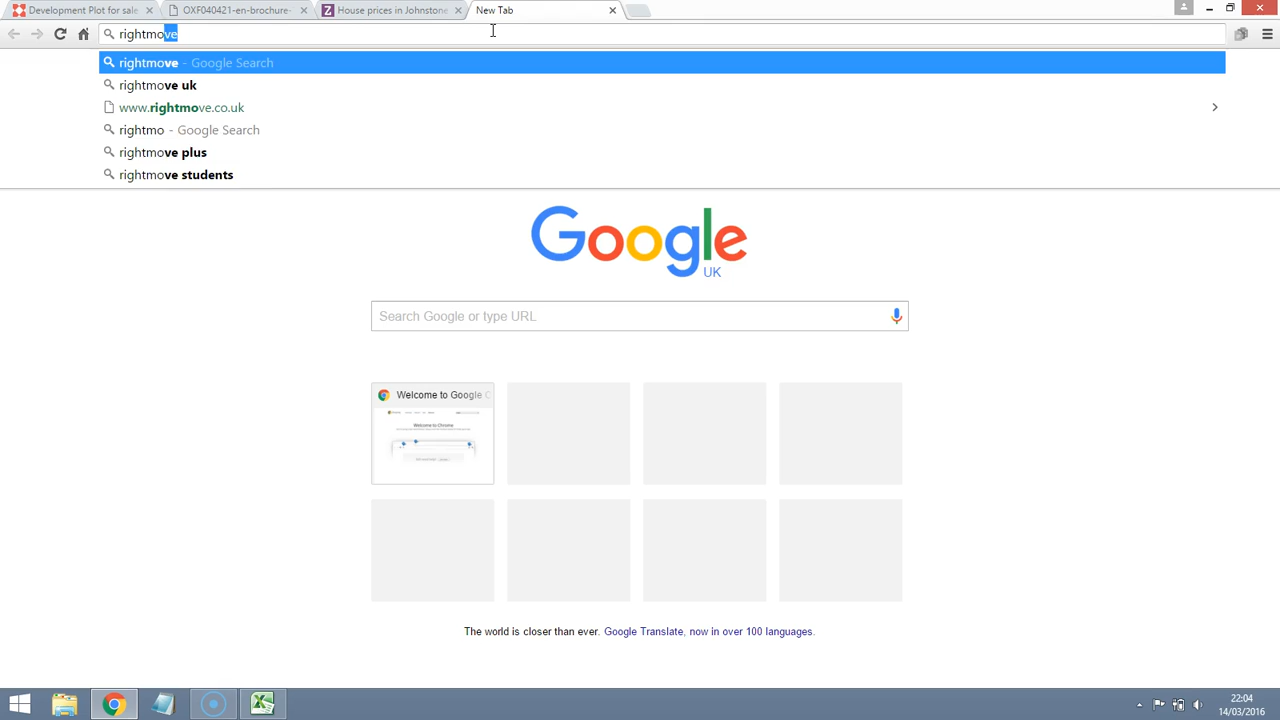 Development Plot for sale
OXF040421-en-brochure-
House prices in Johnstone
New Tab
rightmove
rightmove - Google Search
rightmove uk
www.rightmove.co.uk
rightmo - Google Search
rightmove plus
rightmove students
Google
UK
Search Google or type URL
Welcome to Google C
Welcome to Chrome
The world is closer than ever. Google Translate, now in over 100 languages.
22:04
14/03/2016